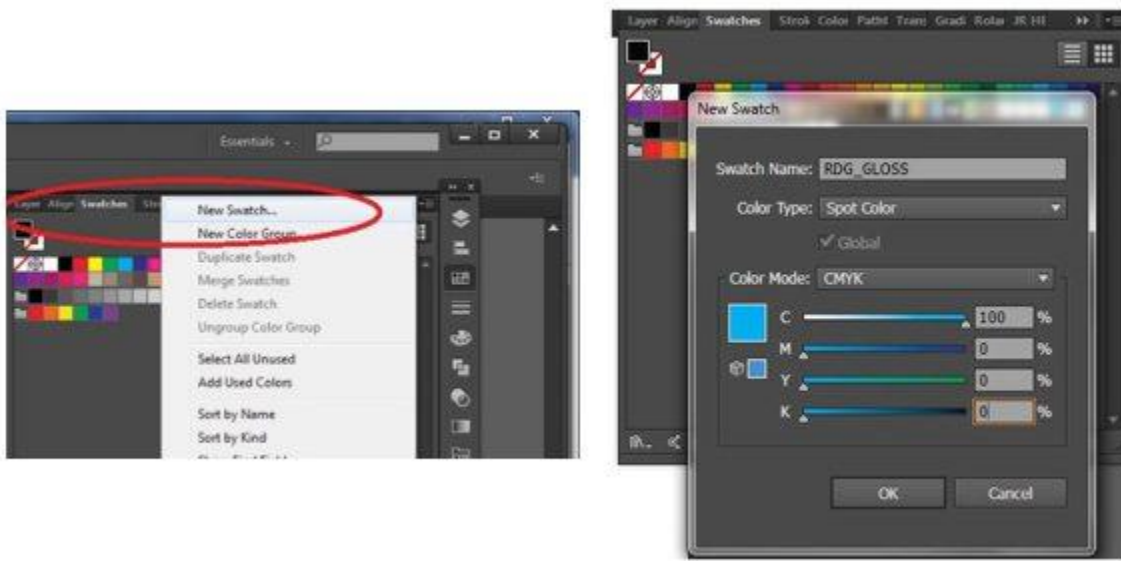 Essentials
Layer Align Swatches
New Swatch...
New Color Group
Duplicate Swatch
Merge Swatches
Delete Swatch
Ungroup Color Group
Select All Unused
Add Used Colors
Sort by Name
Sort by Kind
Layer Align Swatches Strok Color Pathf Trans Gradi
New Swatch
Swatch Name: RDG_GLOSS
Color Type: Spot Color
Global
Color Mode: CMYK
C 100 %
M 0 %
Y 0 %
K 0 %
OK Cancel